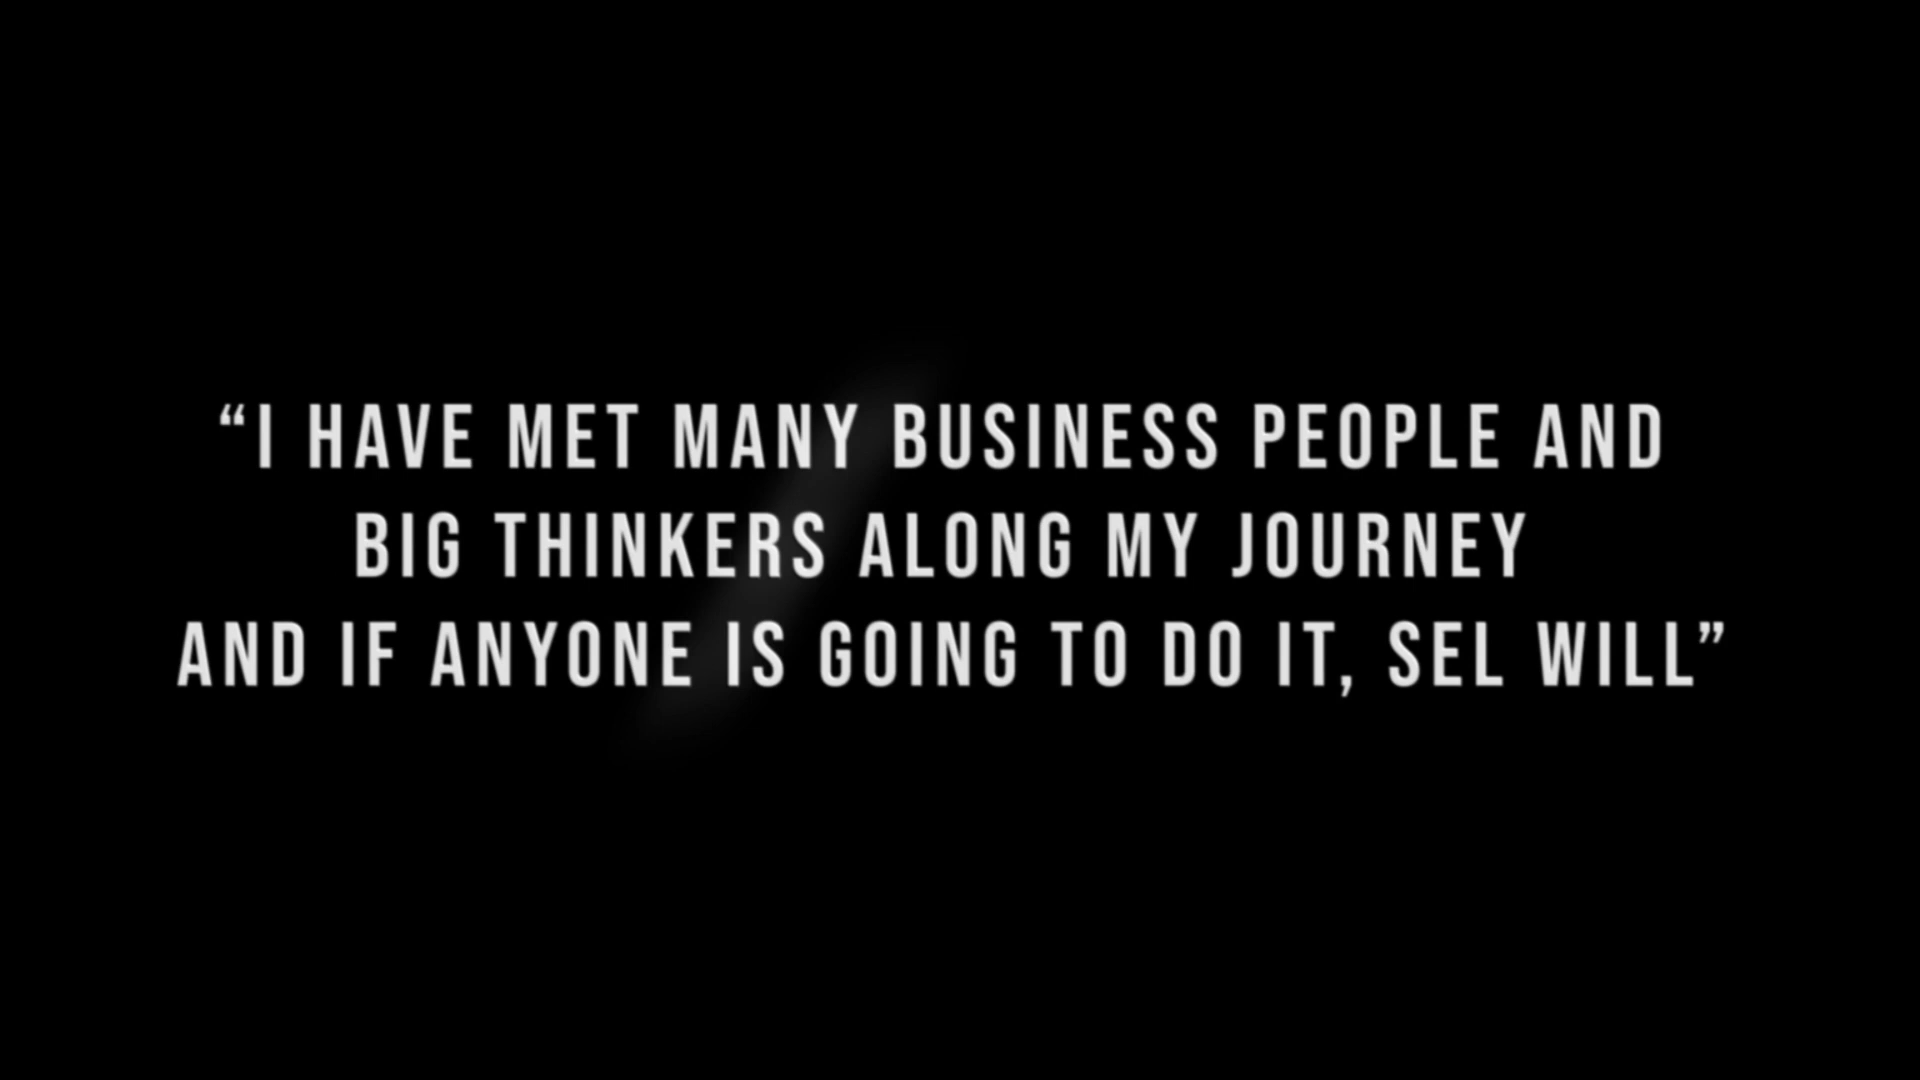 “I HAVE MET MANY BUSINESS PEOPLE AND
BIG THINKERS ALONG MY JOURNEY
AND IF ANYONE IS GOING TO DO IT, SEL WILL”